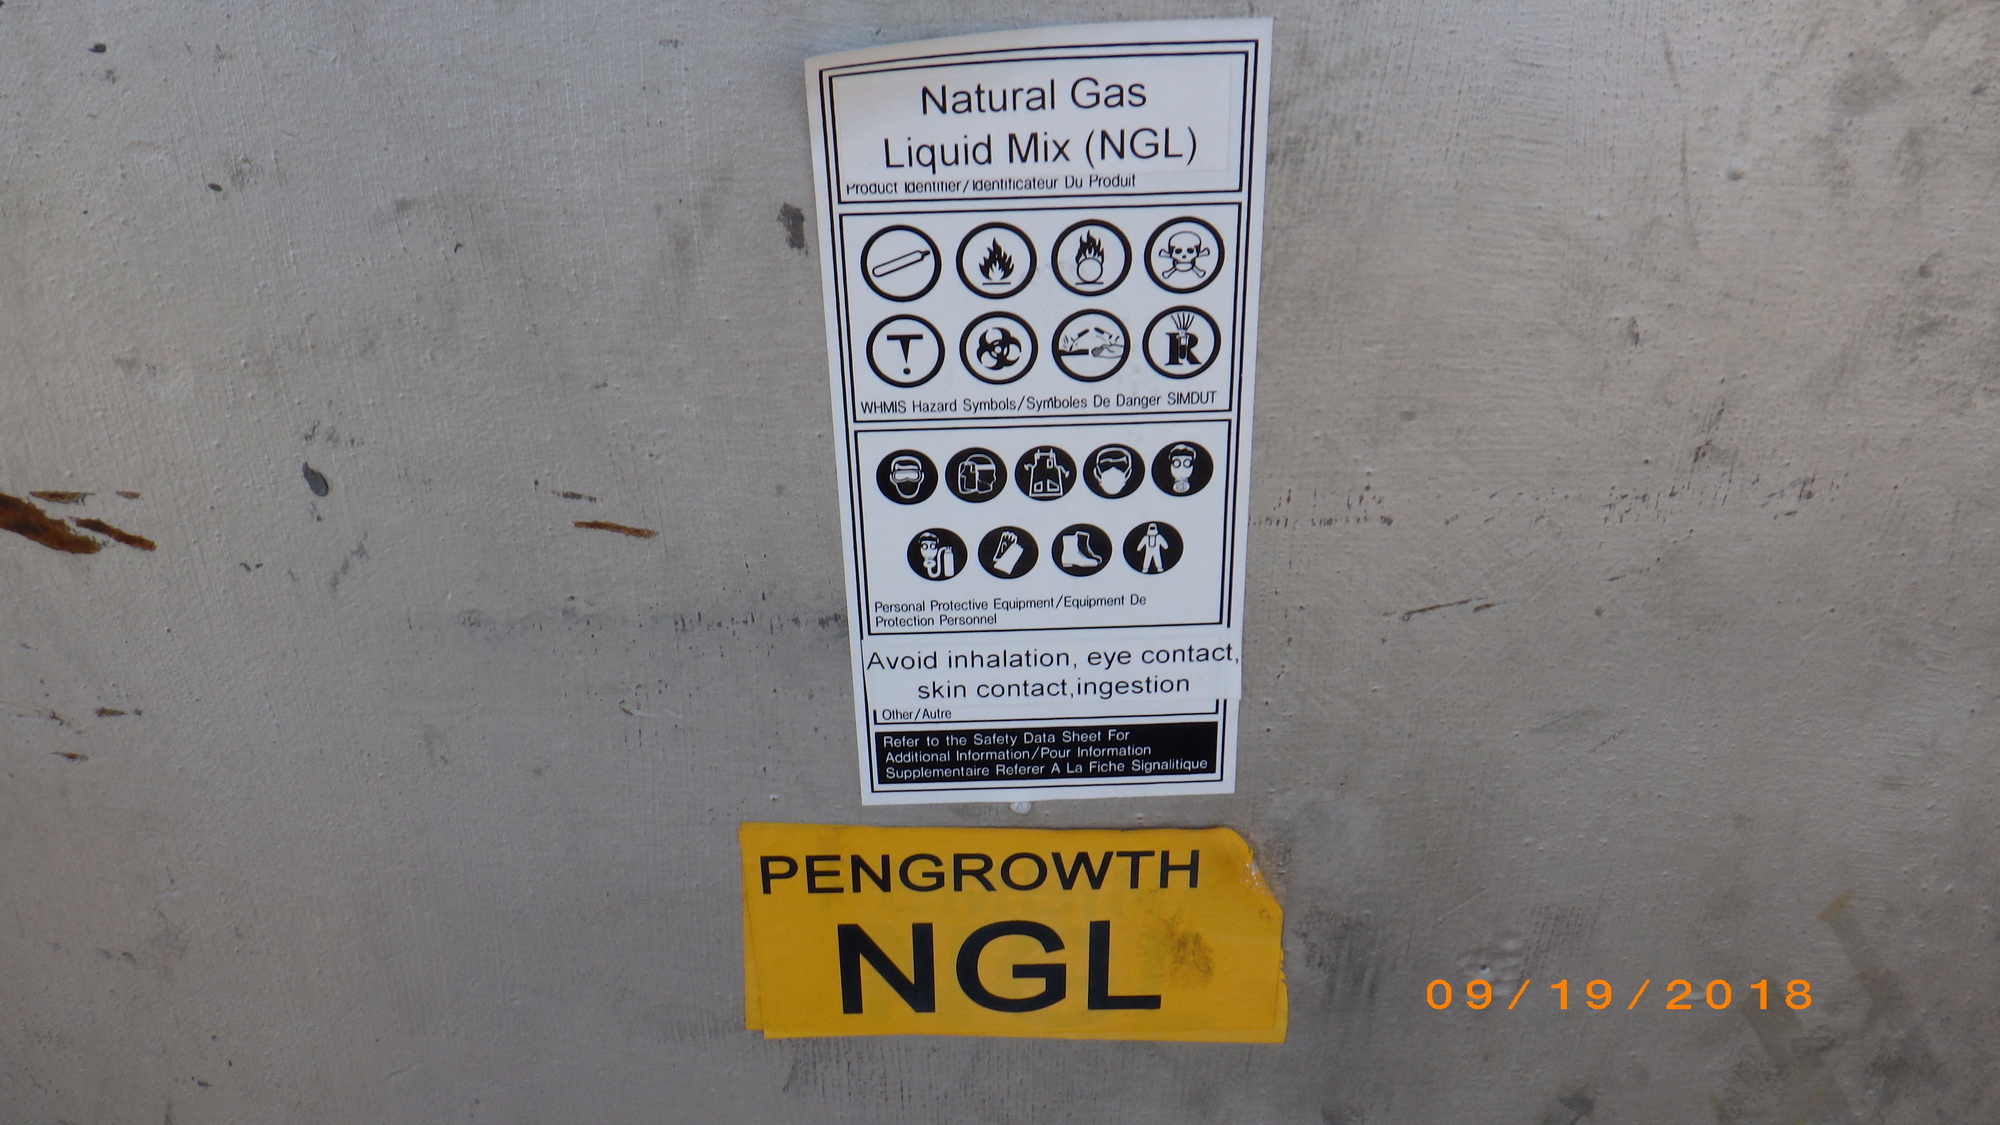 Natural Gas
Liquid Mix (NGL)
Product Identifier/Identificateur Du Produit
WHMIS Hazard Symbols/Symboles De Danger SIMDUT
Personal Protective Equipment/Equipment De
Protection Personnel
Avoid inhalation, eye contact,
skin contact,ingestion
Other/Autre
Refer to the Safety Data Sheet For
Additional Information/Pour Information
Supplementaire Referer A La Fiche Signalitique
PENGROWTH
NGL
09/19/2018